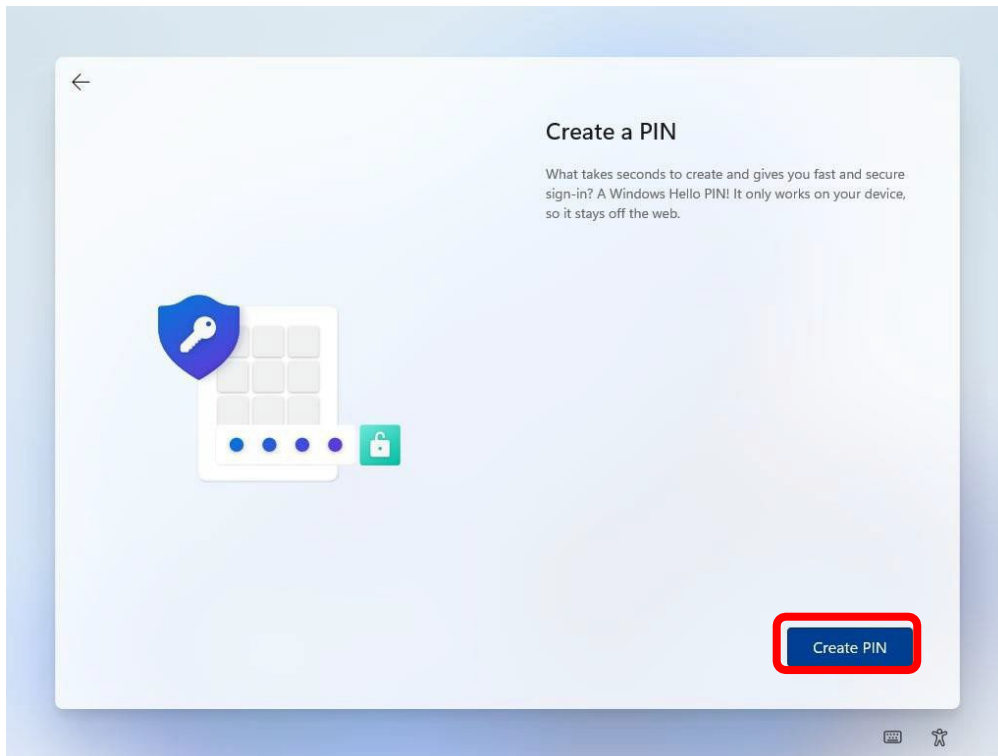 Create a PIN
What takes seconds to create and gives you fast and secure
sign-in? A Windows Hello PIN! It only works on your device,
so it stays off the web.
Create PIN